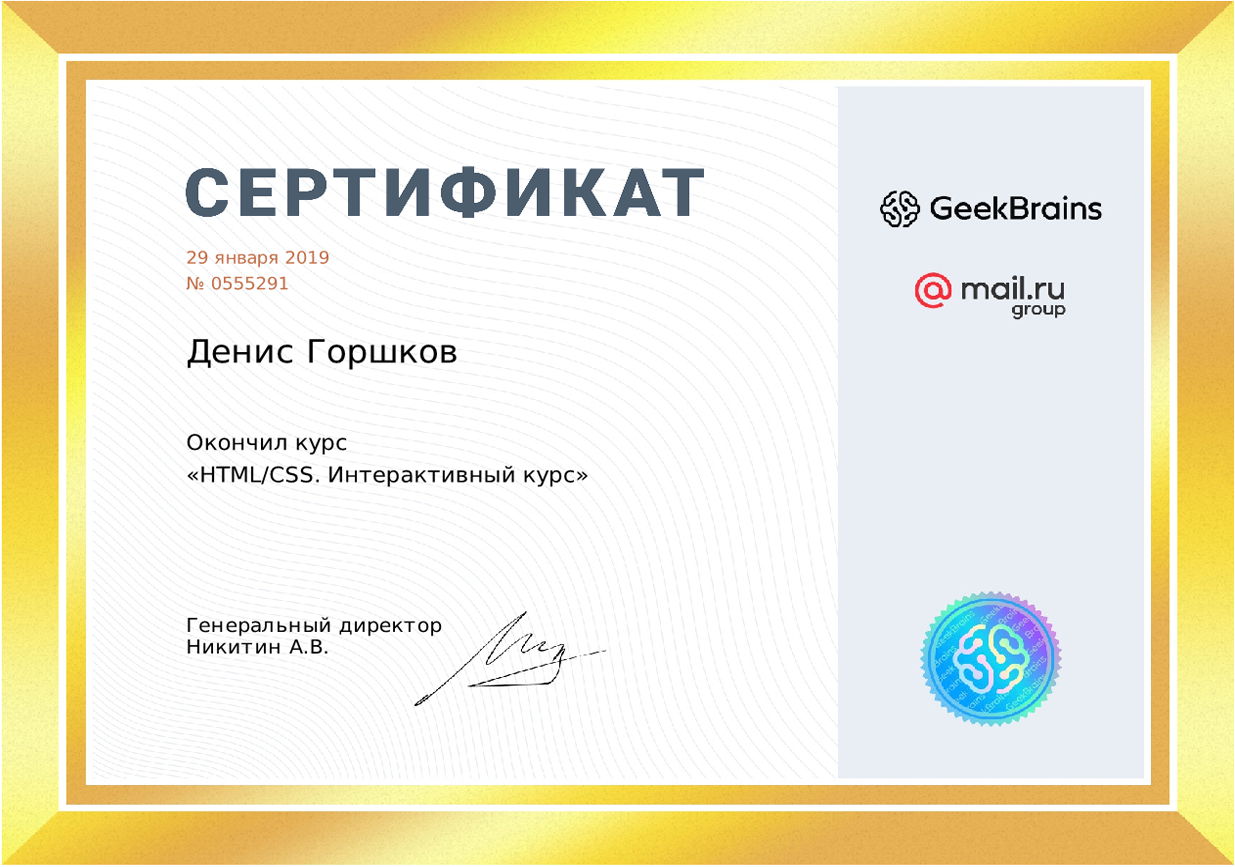 СЕРТИФИКАТ
29 января 2019
№ 0555291
Денис Горшков
Окончил курс
«HTML/CSS. Интерактивный курс»
Генеральный директор
Никитин А.В.
GeekBrains
@mail.ru
group